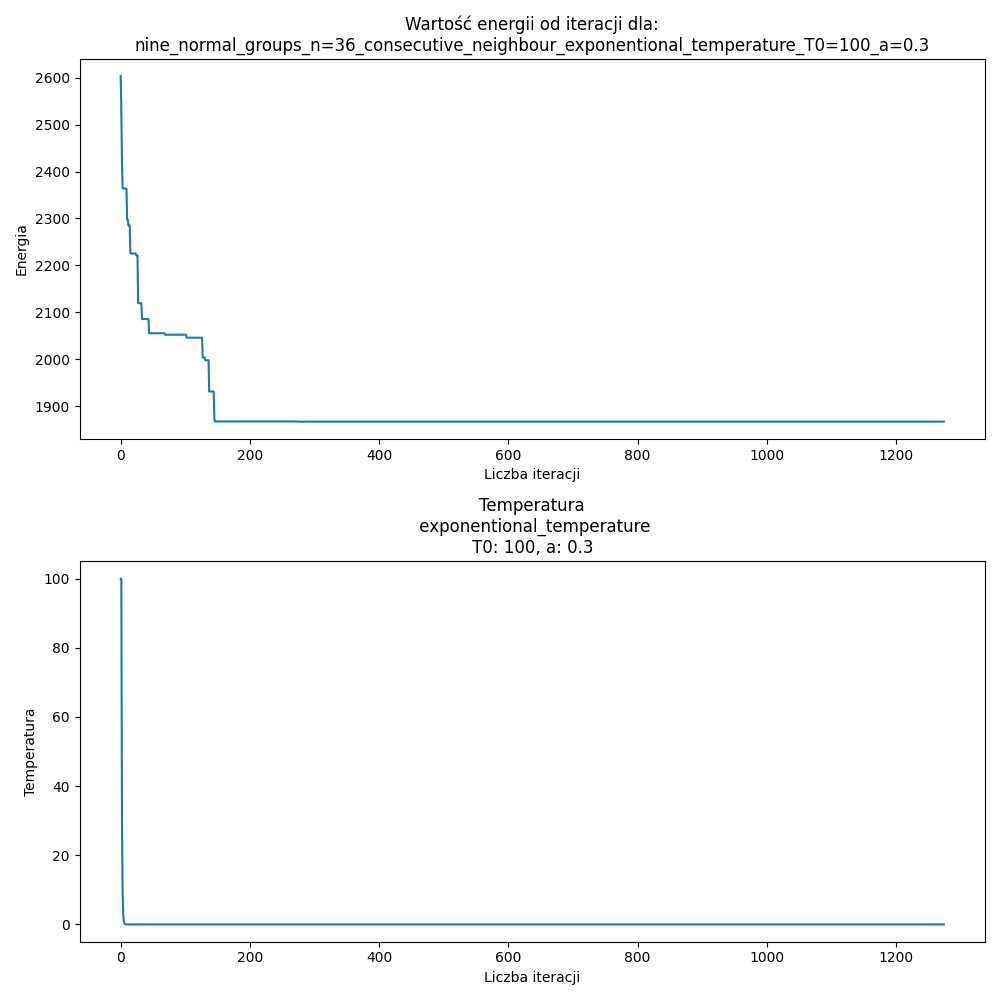 Wartość energii od iteracji dla:
nine_normal_groups_n=36_consecutive_neighbour_exponentional_temperature_T0=100_a=0.3
2600
2500
2400
2300
2200
2100
2000
1900
Energia
0 200 400 600 800 1000 1200
Liczba iteracji
Temperatura
exponentional_temperature
T0: 100, a: 0.3
100
80
60
40
20
0
Temperatura
0 200 400 600 800 1000 1200
Liczba iteracji